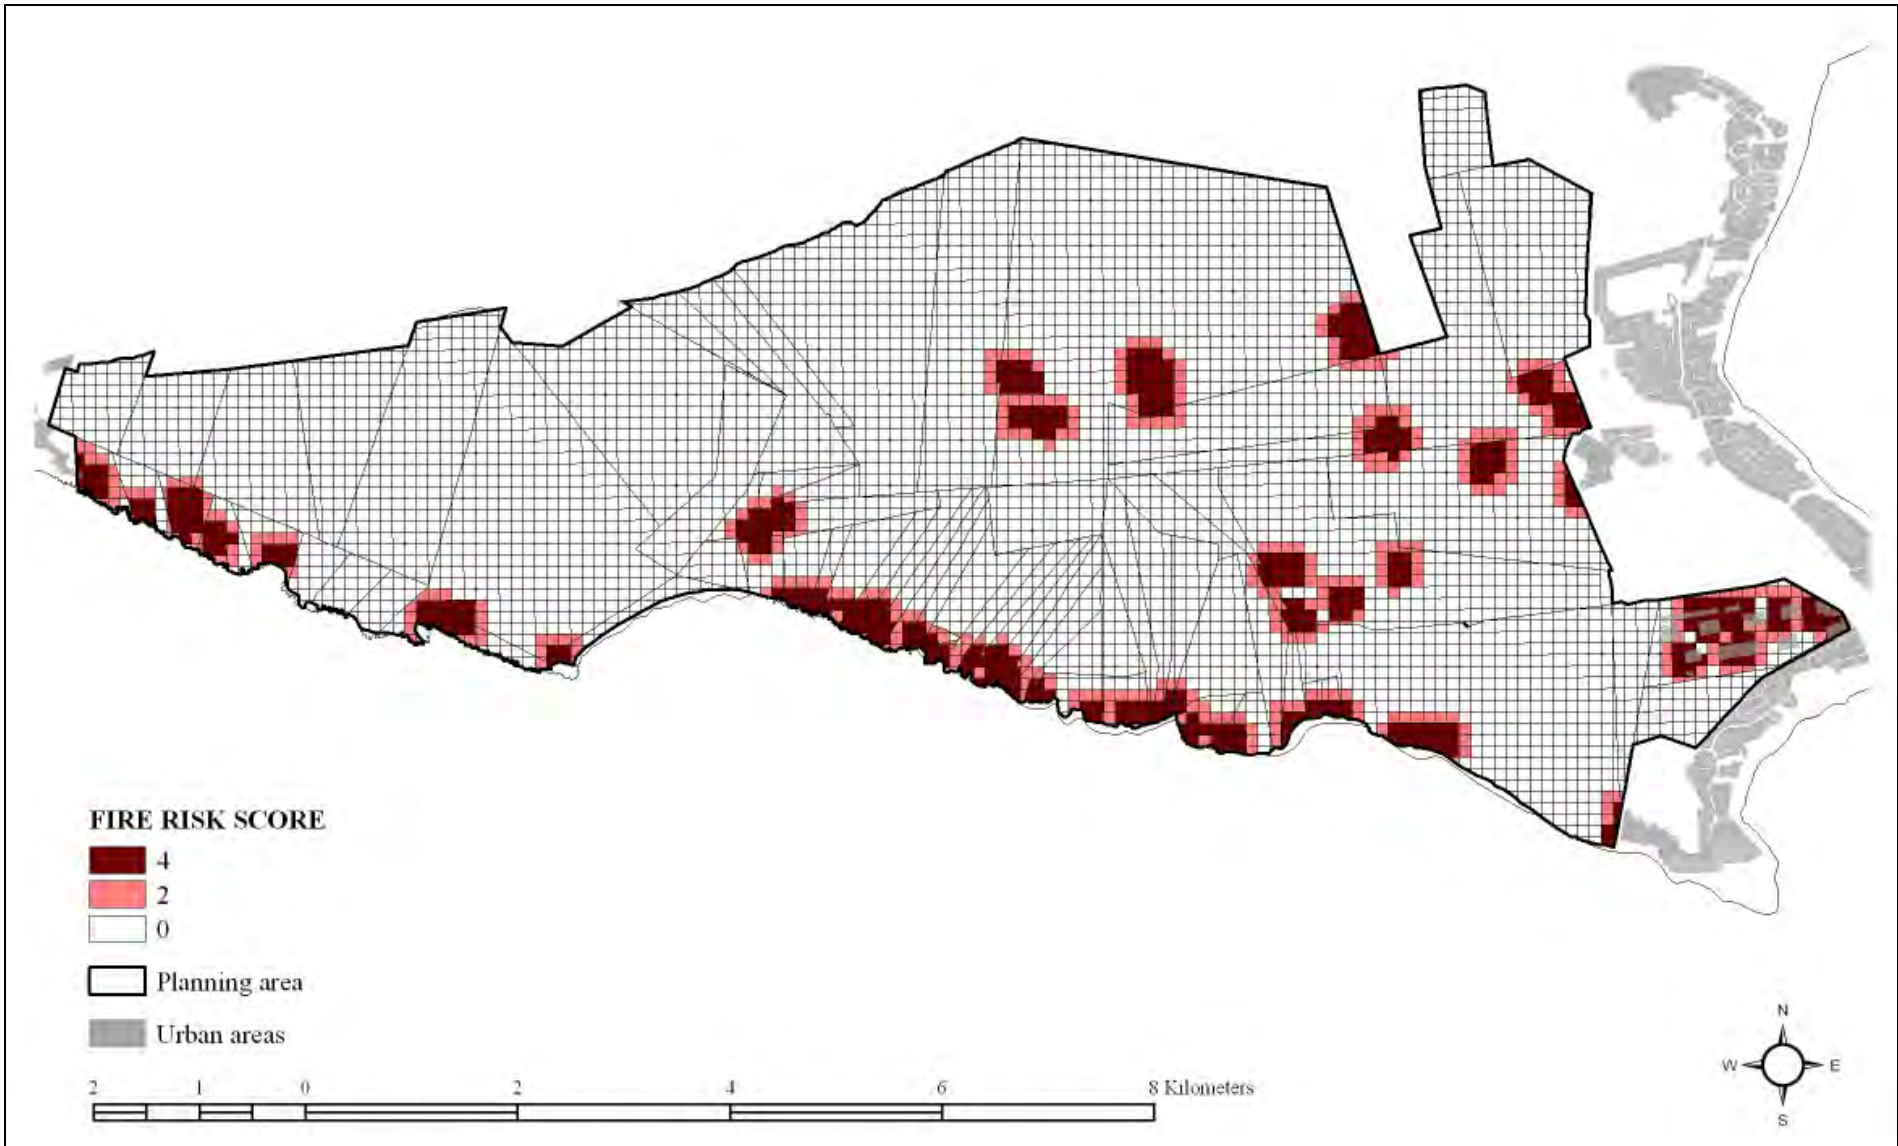 FIRE RISK SCORE
4
2
0
Planning area
Urban areas
2 1 0 2 4 6 8 Kilometers
N
W E
S